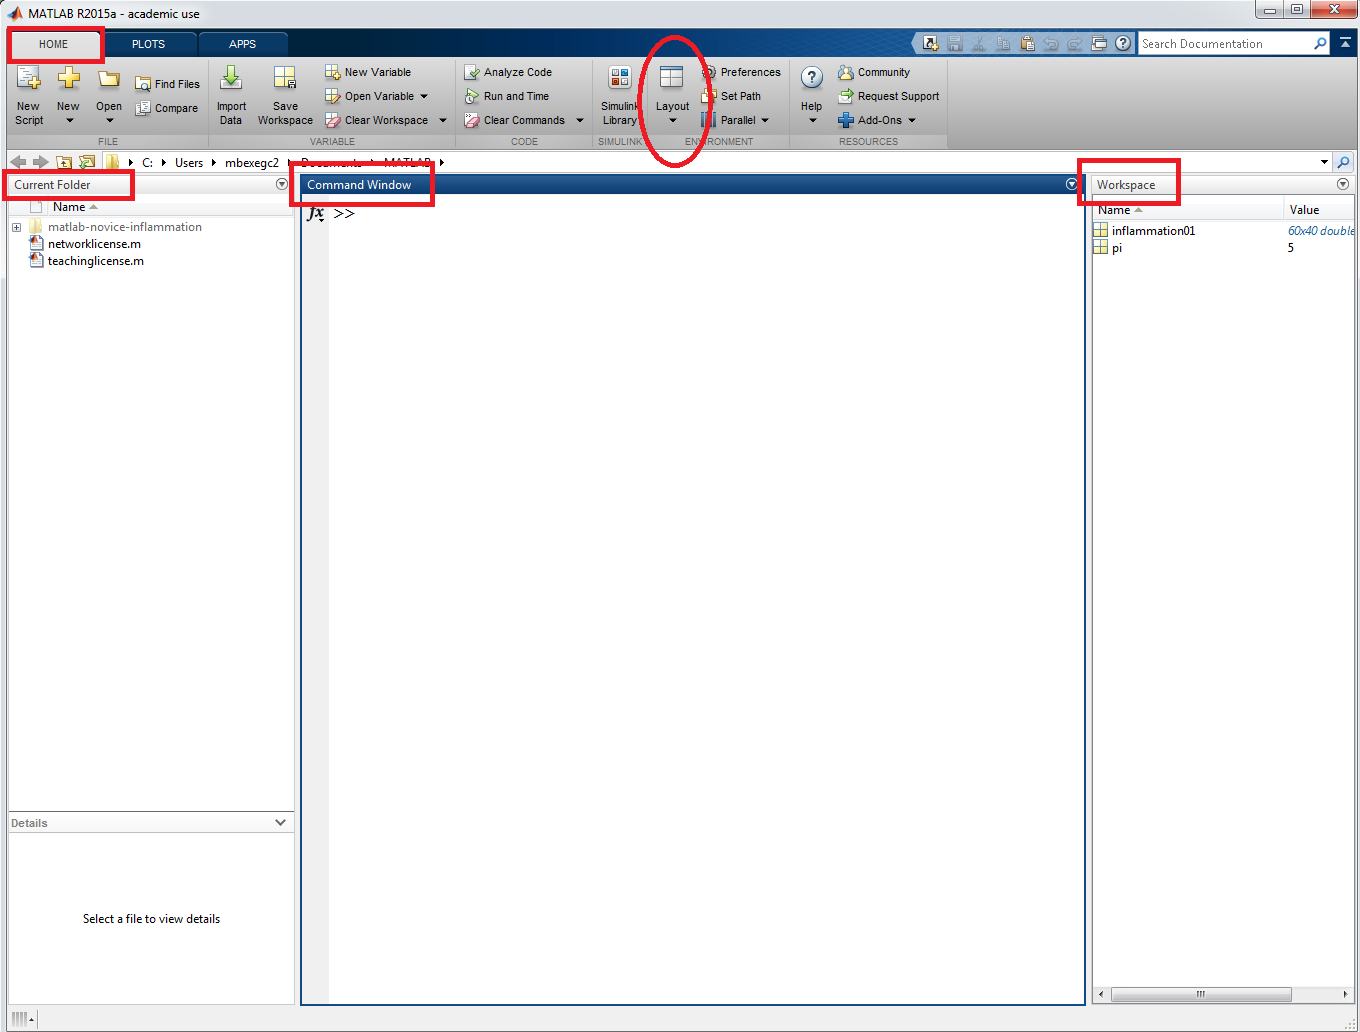 MATLAB R2015a - academic use
HOME PLOTS APPS
Search Documentation
New Script
New
Open
Find Files
Compare
FILE
Import Data
Save Workspace
New Variable
Open Variable
Clear Workspace
VARIABLE
Analyze Code
Run and Time
Clear Commands
CODE
Simulink Library
SIMULINK
Layout
Preferences
Set Path
Parallel
ENVIRONMENT
Help
Community
Request Support
Add-Ons
RESOURCES
C: Users mbexegc2 Documents MATLAB
Current Folder
Name
matlab-novice-inflammation
networklicense.m
teachinglicense.m
Details
Select a file to view details
Command Window
fx >>
Workspace
Name Value
inflammation01 60x40 double
pi 5